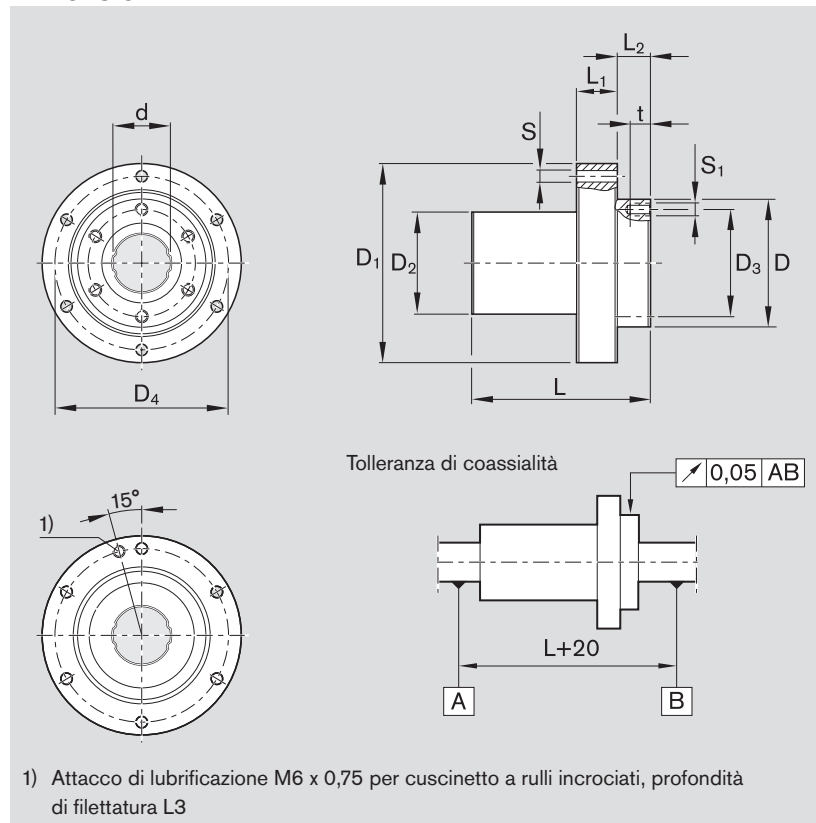 d
D4
L2
L1
t
S
S1
D1
D2
D3
D
L
Tolleranza di coassialità
0,05 AB
15°
1)
L+20
A
B
1) Attacco di lubrificazione M6 x 0,75 per cuscinetto a rulli incrociati, profondità
di filettatura L3